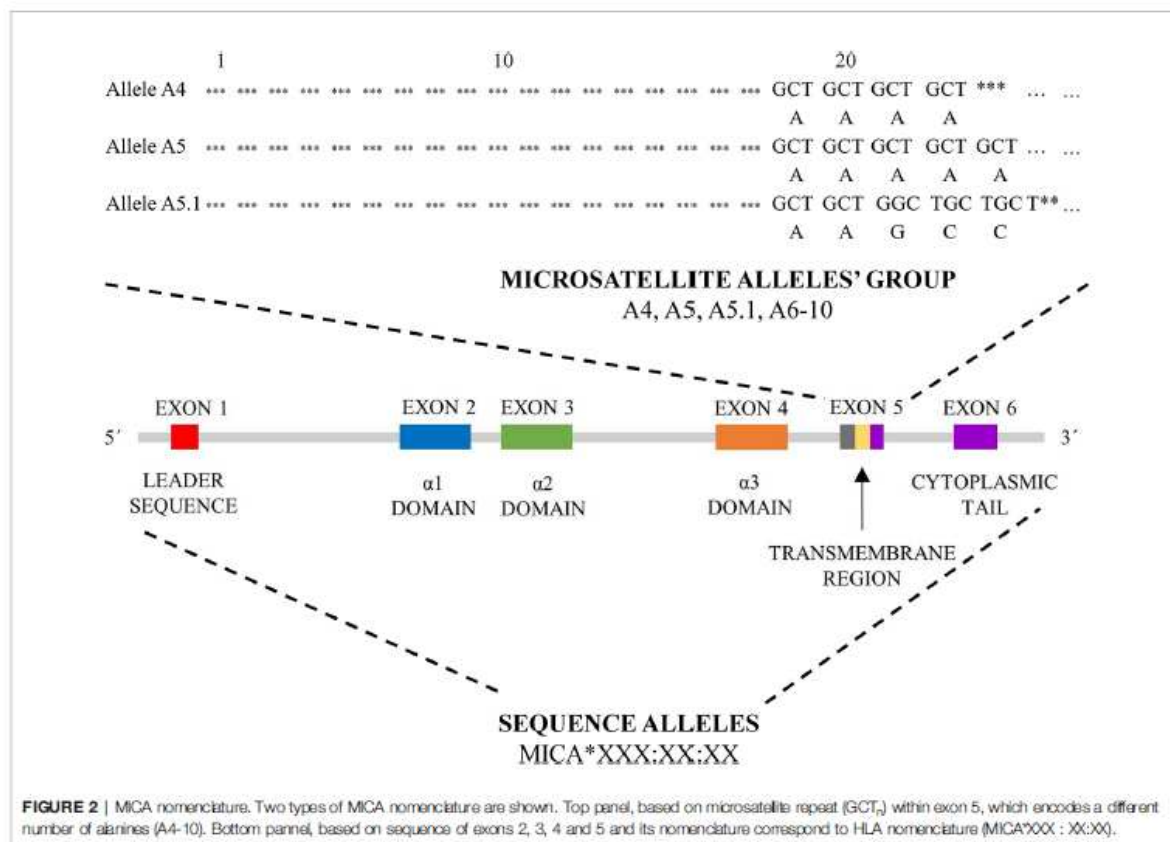 1 10 20
Allele A4 *** *** *** *** *** *** *** *** *** *** *** *** *** *** *** *** *** *** GCT GCT GCT GCT *** ... ...
A A A A
Allele A5 *** *** *** *** *** *** *** *** *** *** *** *** *** *** *** *** *** *** GCT GCT GCT GCT GCT ... ...
A A A A A
Allele A5.1 *** *** *** *** *** *** *** *** *** *** *** *** *** *** *** *** *** *** GCT GCT GGC TGC TGC T** ...
A A G C C
MICROSATELLITE ALLELES' GROUP
A4, A5, A5.1, A6-10
EXON 1 EXON 2 EXON 3 EXON 4 EXON 5 EXON 6
5´ 3´
LEADER
SEQUENCE
α1
DOMAIN
α2
DOMAIN
α3
DOMAIN
CYTOPLASMIC
TAIL
TRANSMEMBRANE
REGION
SEQUENCE ALLELES
MICA*XXX:XX:XX
FIGURE 2 | MICA nomenclature. Two types of MICA nomenclature are shown. Top panel, based on microsatellite repeat (GCTn) within exon 5, which encodes a different
number of alanines (A4-10). Bottom pannel, based on sequence of exons 2, 3, 4 and 5 and its nomenclature correspond to HLA nomenclature (MICA*XXX : XX:XX).